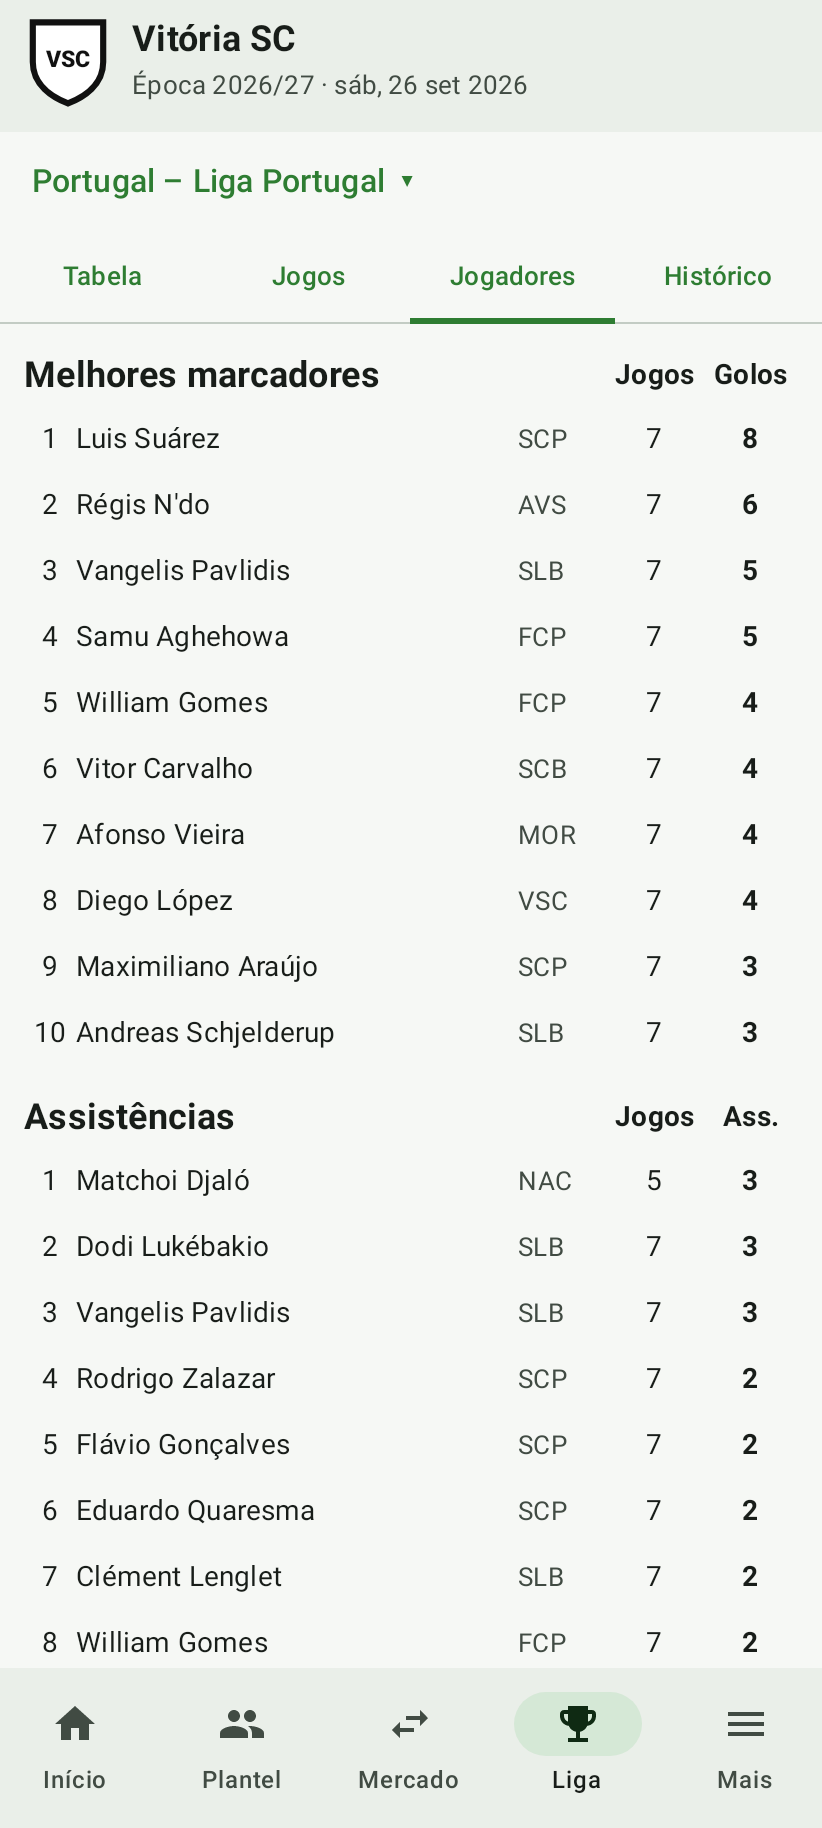 VSC
Vitória SC
Época 2026/27 · sáb, 26 set 2026
Portugal – Liga Portugal ▼
Tabela Jogos Jogadores Histórico
Melhores marcadores Jogos Golos
1 Luis Suárez SCP 7 8
2 Régis N'do AVS 7 6
3 Vangelis Pavlidis SLB 7 5
4 Samu Aghehowa FCP 7 5
5 William Gomes FCP 7 4
6 Vitor Carvalho SCB 7 4
7 Afonso Vieira MOR 7 4
8 Diego López VSC 7 4
9 Maximiliano Araújo SCP 7 3
10 Andreas Schjelderup SLB 7 3
Assistências Jogos Ass.
1 Matchoi Djaló NAC 5 3
2 Dodi Lukébakio SLB 7 3
3 Vangelis Pavlidis SLB 7 3
4 Rodrigo Zalazar SCP 7 2
5 Flávio Gonçalves SCP 7 2
6 Eduardo Quaresma SCP 7 2
7 Clément Lenglet SLB 7 2
8 William Gomes FCP 7 2
Início Plantel Mercado Liga Mais